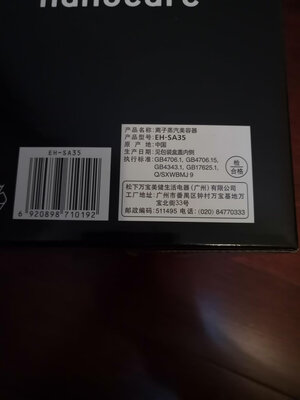 nanocare
产品名称：离子蒸汽美容器
产品型号：EH-SA35
原 产 地：中国
生产日期：见包装盒盖内侧
执行标准：GB4706.1，GB4706.15，
GB4343.1，GB17625.1，
Q/SXWBMJ 9
检
合格
松下万宝美健生活电器（广州）有限公司
工厂地址：广州市番禺区钟村万宝基地万
宝北街33号
邮政编码：511495 电话：(020) 84770333
EH-SA35
6 920898 710192